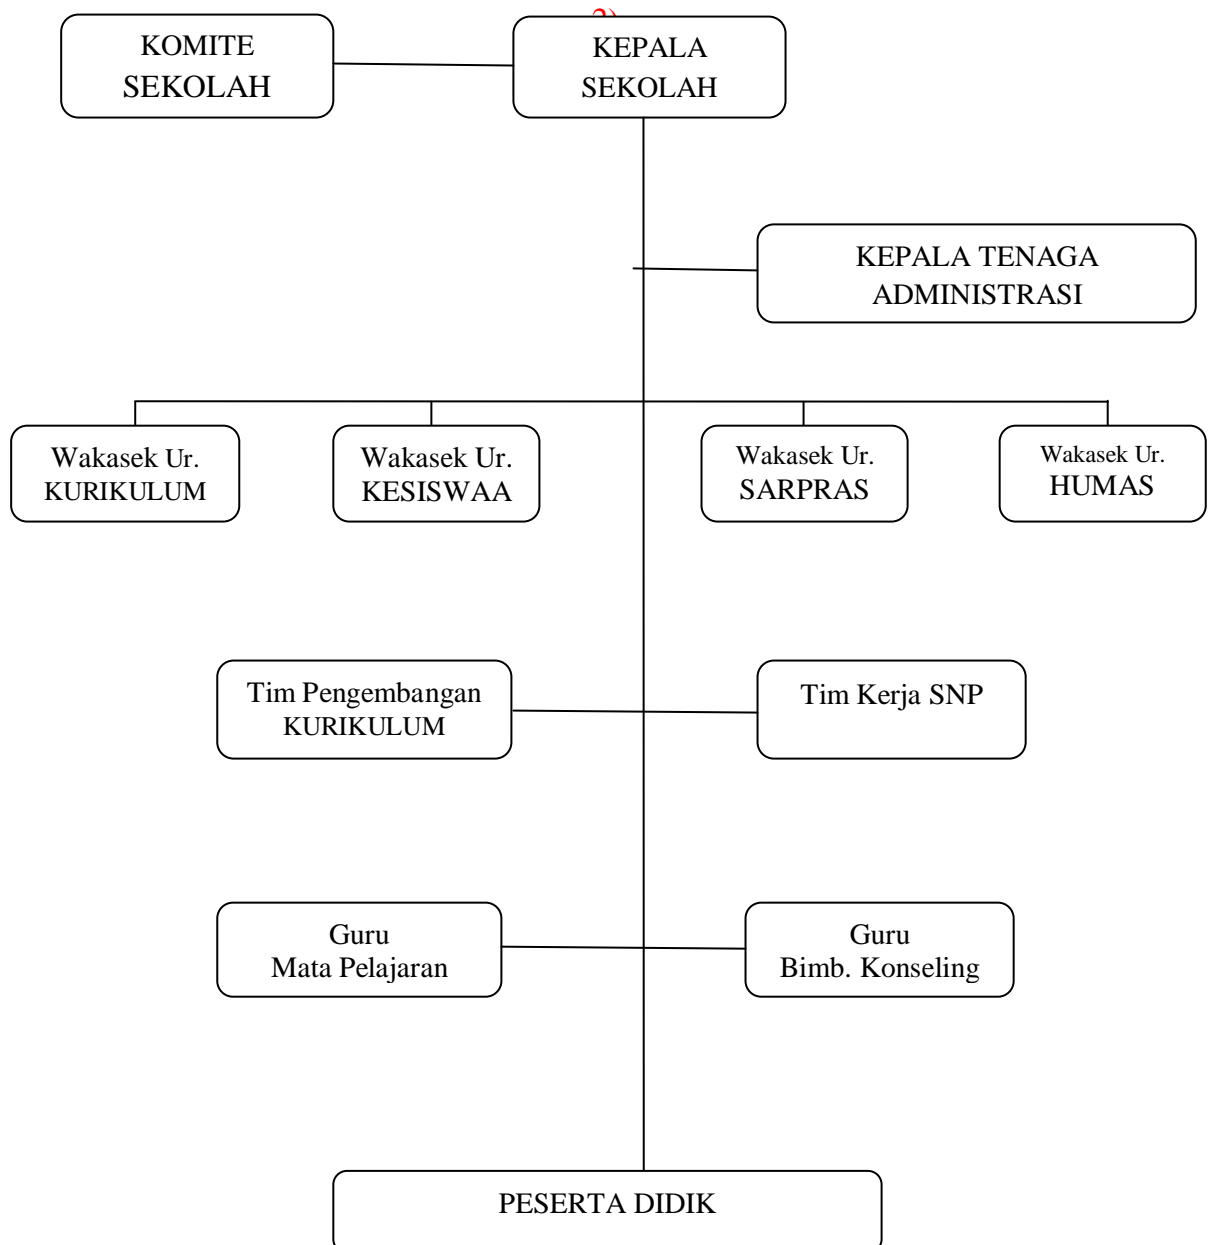 2)
KOMITE
SEKOLAH
KEPALA
SEKOLAH
KEPALA TENAGA
ADMINISTRASI
Wakasek Ur.
KURIKULUM
Wakasek Ur.
KESISWAA
Wakasek Ur.
SARPRAS
Wakasek Ur.
HUMAS
Tim Pengembangan
KURIKULUM
Tim Kerja SNP
Guru
Mata Pelajaran
Guru
Bimb. Konseling
PESERTA DIDIK